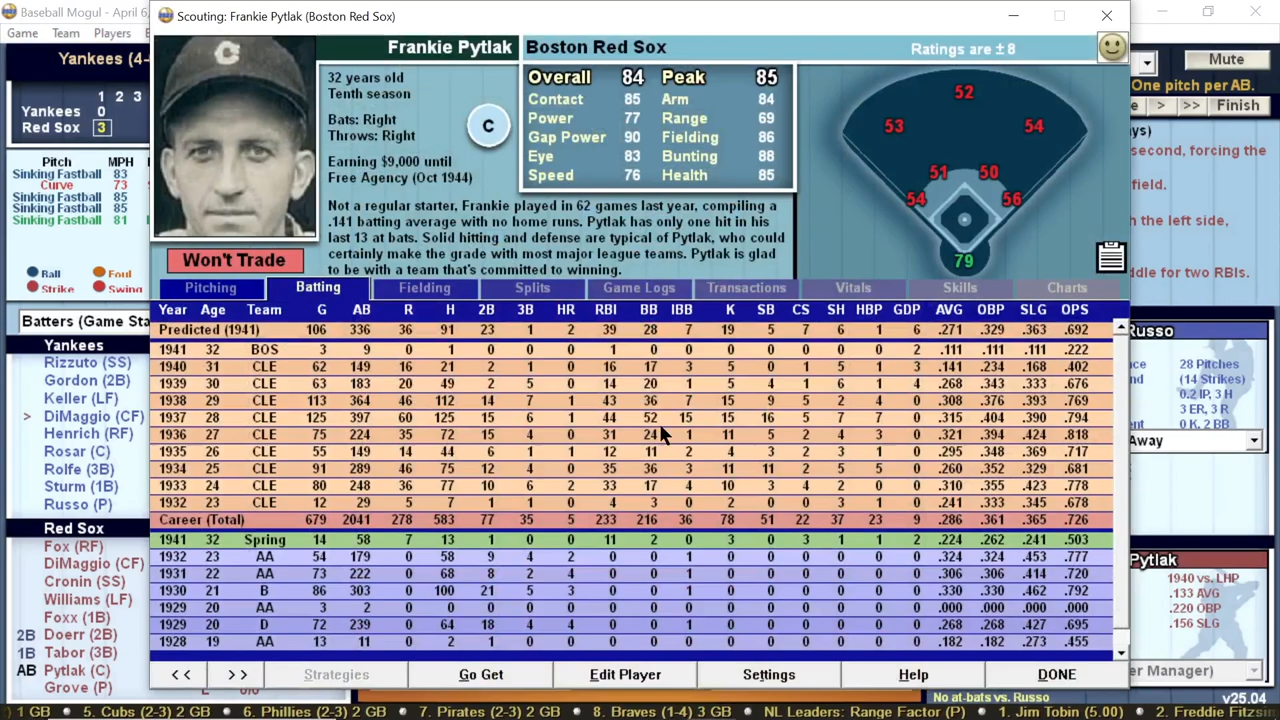 Baseball Mogul - April 6,
Scouting: Frankie Pytlak (Boston Red Sox)
Game Team Players
Yankees (4-
1 2 3
Yankees 0
Red Sox 3
Pitch MPH
Sinking Fastball 83
Curve 73
Sinking Fastball 85
Sinking Fastball 85
Sinking Fastball 81
Ball Foul
Strike Swing
Batters (Game Sta
Yankees
Rizzuto (SS)
Gordon (2B)
Keller (LF)
> DiMaggio (CF)
Henrich (RF)
Rosar (C)
Rolfe (3B)
Sturm (1B)
Russo (P)
Red Sox
Fox (RF)
DiMaggio (CF)
Cronin (SS)
Williams (LF)
Foxx (1B)
2B Doerr (2B)
1B Tabor (3B)
AB Pytlak (C)
Grove (P)
C
Frankie Pytlak
Boston Red Sox
Ratings are ± 8
32 years old
Tenth season
Bats: Right
Throws: Right
Earning $9,000 until
Free Agency (Oct 1944)
C
Overall 84 Peak 85
Contact 85 Arm 84
Power 77 Range 69
Gap Power 90 Fielding 86
Eye 83 Bunting 88
Speed 76 Health 85
52
53 54
51 50
54 56
79
Not a regular starter, Frankie played in 62 games last year, compiling a
.141 batting average with no home runs. Pytlak has only one hit in his
last 13 at bats. Solid hitting and defense are typical of Pytlak, who could
certainly make the grade with most major league teams. Pytlak is glad
to be with a team that's committed to winning.
Won't Trade
Pitching Batting Fielding Splits Game Logs Transactions Vitals Skills Charts
Year Age Team G AB R H 2B 3B HR RBI BB IBB K SB CS SH HBP GDP AVG OBP SLG OPS
Predicted (1941) 106 336 36 91 23 1 2 39 28 7 19 5 7 6 1 6 .271 .329 .363 .692
1941 32 BOS 3 9 0 1 0 0 0 1 0 0 0 0 0 0 0 2 .111 .111 .111 .222
1940 31 CLE 62 149 16 21 2 1 0 16 17 3 5 0 1 5 1 3 .141 .234 .168 .402
1939 30 CLE 63 183 20 49 2 5 0 14 20 1 5 4 1 6 1 4 .268 .343 .333 .676
1938 29 CLE 113 364 46 112 14 7 1 43 36 7 15 9 5 2 4 0 .308 .376 .393 .769
1937 28 CLE 125 397 60 125 15 6 1 44 52 15 15 16 5 7 7 0 .315 .404 .390 .794
1936 27 CLE 75 224 35 72 15 4 0 31 24 1 11 5 2 4 3 0 .321 .394 .424 .818
1935 26 CLE 55 149 14 44 6 1 1 12 11 2 4 3 2 3 1 0 .295 .348 .369 .717
1934 25 CLE 91 289 46 75 12 4 0 35 36 3 11 11 2 5 5 0 .260 .352 .329 .681
1933 24 CLE 80 248 36 77 10 6 2 33 17 4 10 3 4 2 0 0 .310 .355 .423 .778
1932 23 CLE 12 29 5 7 1 1 0 4 3 0 2 0 0 3 1 0 .241 .333 .345 .678
Career (Total) 679 2041 278 583 77 35 5 233 216 36 78 51 22 37 23 9 .286 .361 .365 .726
1941 32 Spring 14 58 7 13 1 0 0 11 2 0 3 0 3 1 1 2 .224 .262 .241 .503
1932 23 AA 54 179 0 58 9 4 2 0 0 1 0 0 0 0 0 0 .324 .324 .453 .777
1931 22 AA 73 222 0 68 8 2 4 0 0 1 0 0 0 0 0 0 .306 .306 .414 .720
1930 21 B 86 303 0 100 21 5 3 0 0 1 0 0 0 0 0 0 .330 .330 .462 .792
1929 20 AA 3 2 0 0 0 0 0 0 0 0 0 0 0 0 0 0 .000 .000 .000 .000
1929 20 D 72 239 0 64 18 4 4 0 0 1 0 0 0 0 0 0 .268 .268 .427 .695
1928 19 AA 13 11 0 2 1 0 0 0 0 0 0 0 0 0 0 0 .182 .182 .273 .455
<< >> Strategies Go Get Edit Player Settings Help DONE
Mute
One pitch per AB.
e > >> Finish
ys)
second, forcing the
field.
the left side,
ddle for two RBIs.
Russo
nce 28 Pitches
(14 Strikes)
0.2 IP, 3 H
3 ER, 3 R
ent 0 K, 2 BB
Away
Pytlak
1940 vs. LHP
.133 AVG
.220 OBP
.156 SLG
er Manager)
No at-bats vs. Russo
v25.04
1) 1 GB 5. Cubs (2-3) 2 GB 6. Phillies (2-3) 2 GB 7. Pirates (2-3) 2 GB 8. Braves (1-4) 3 GB NL Leaders: Range Factor (P) 1. Jim Tobin (5.00) 2. Freddie Fitzsim